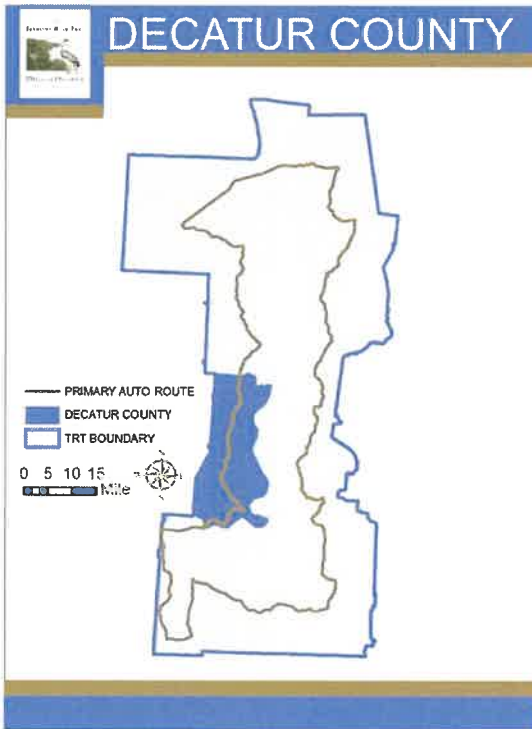 DECATUR COUNTY
PRIMARY AUTO ROUTE
DECATUR COUNTY
TRT BOUNDARY
0 5 10 15
Mile